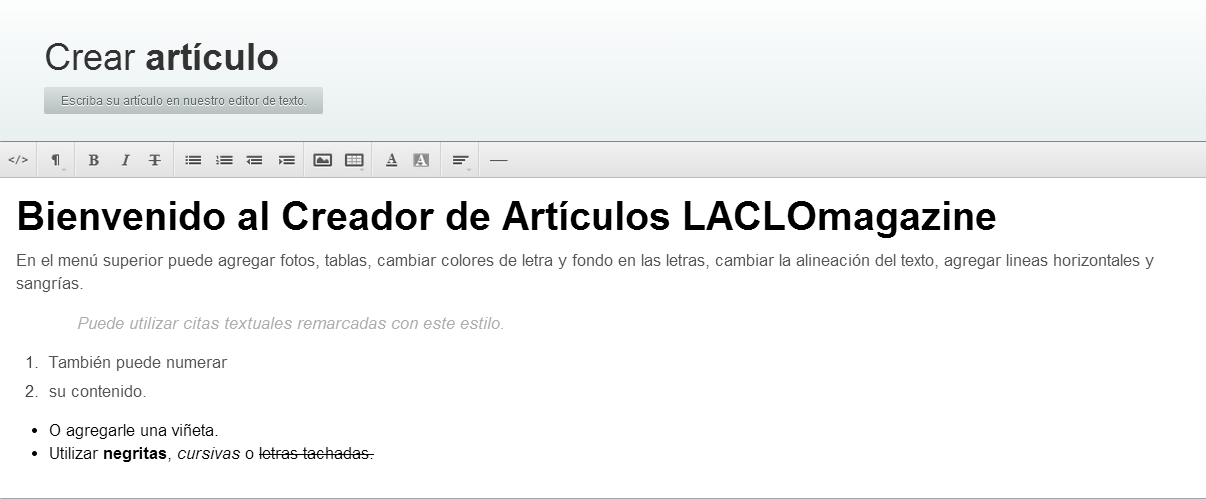 Crear artículo
Escriba su artículo en nuestro editor de texto.
</> ¶ B I T A A
Bienvenido al Creador de Artículos LACLOmagazine
En el menú superior puede agregar fotos, tablas, cambiar colores de letra y fondo en las letras, cambiar la alineación del texto, agregar lineas horizontales y
sangrías.
Puede utilizar citas textuales remarcadas con este estilo.
1. También puede numerar
2. su contenido.
• O agregarle una viñeta.
• Utilizar negritas, cursivas o letras tachadas.